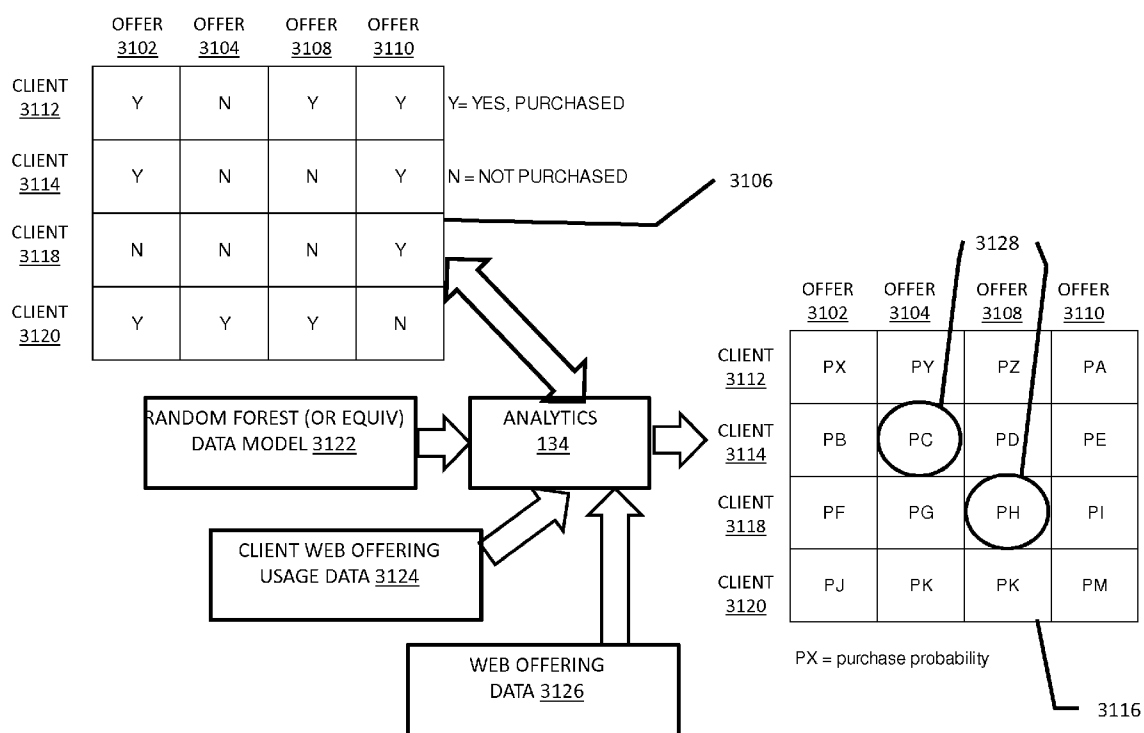 OFFER OFFER OFFER OFFER
3102 3104 3108 3110
CLIENT
3112
Y N Y Y
Y= YES, PURCHASED
CLIENT
3114
Y N N Y
N = NOT PURCHASED
3106
CLIENT
3118
N N N Y
CLIENT
3120
Y Y Y N
RANDOM FOREST (OR EQUIV)
DATA MODEL 3122
ANALYTICS
134
CLIENT WEB OFFERING
USAGE DATA 3124
WEB OFFERING
DATA 3126
3128
OFFER OFFER OFFER OFFER
3102 3104 3108 3110
CLIENT
3112
PX PY PZ PA
CLIENT
3114
PB PC PD PE
CLIENT
3118
PF PG PH PI
CLIENT
3120
PJ PK PK PM
PX = purchase probability
3116